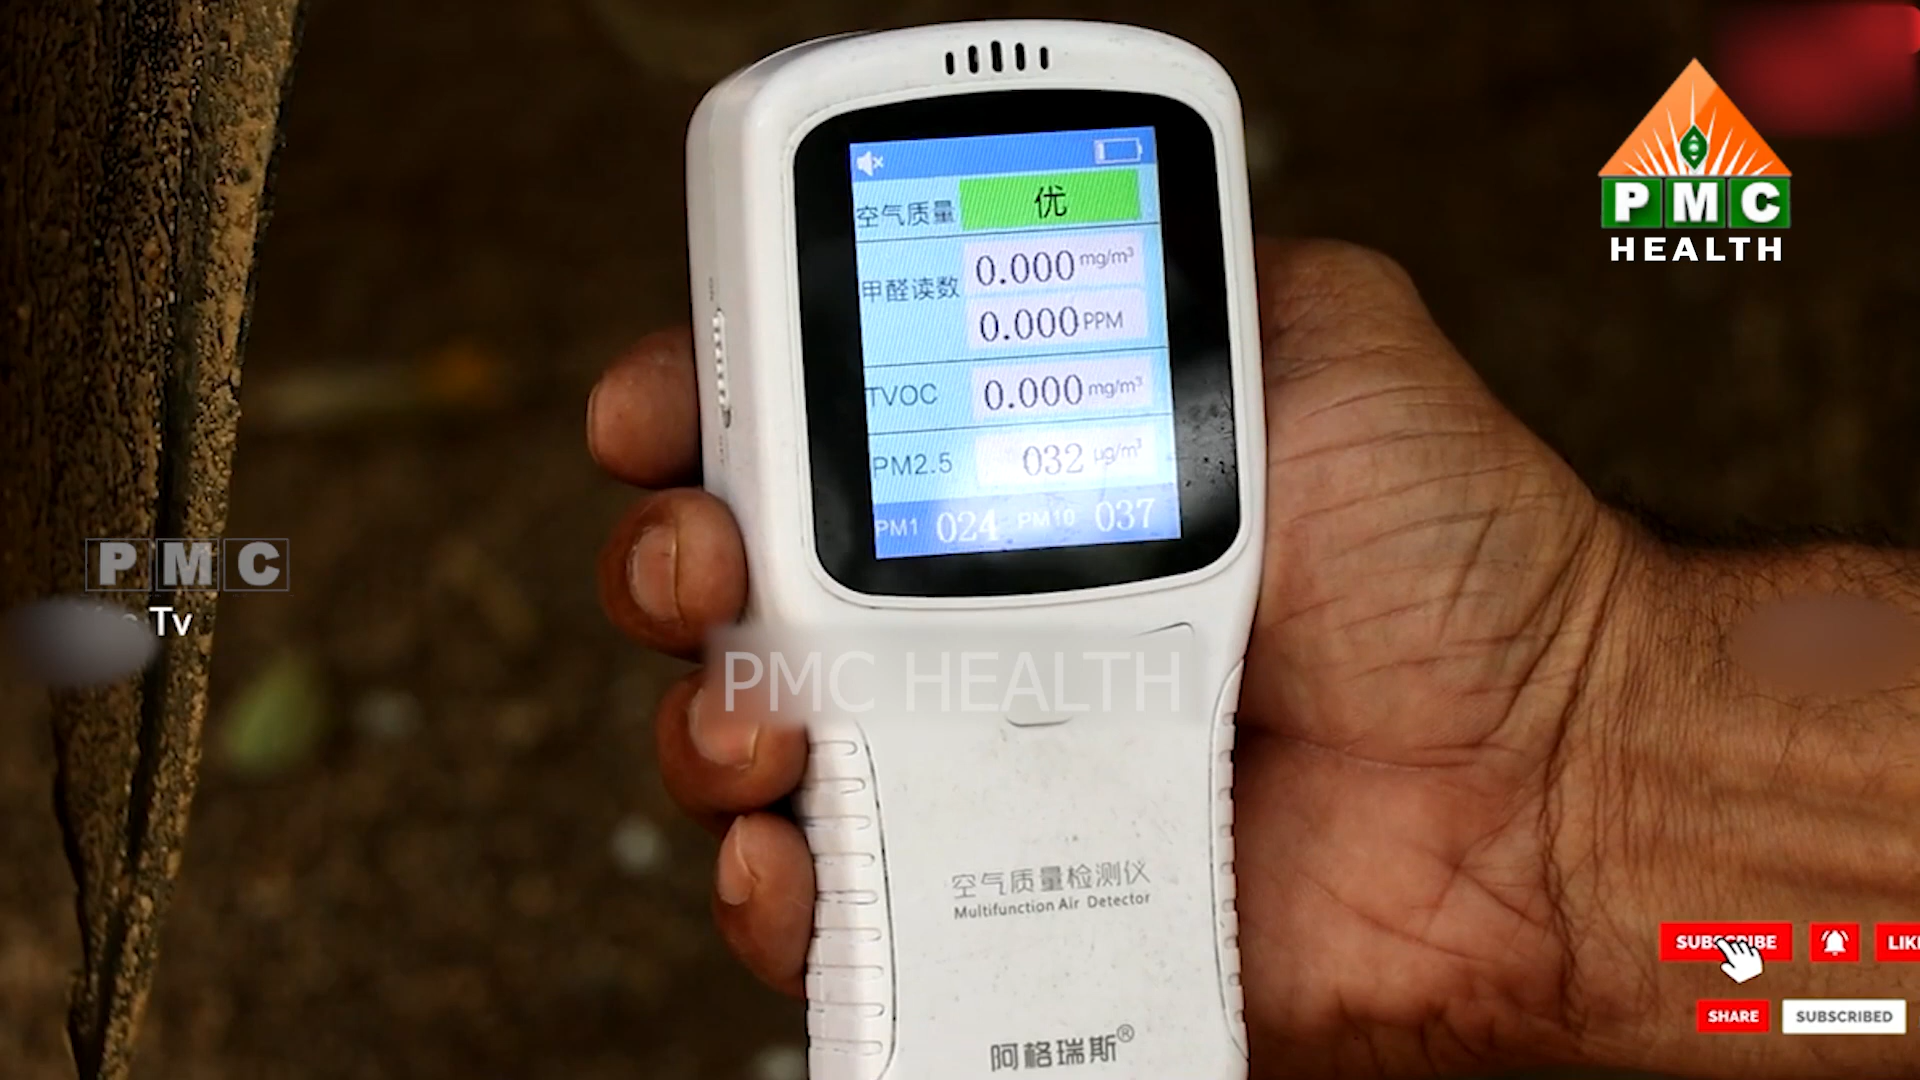 空气质量 优
甲醛读数 0.000 mg/m³
0.000 PPM
TVOC 0.000 mg/m³
PM2.5 032 µg/m³
PM1 024 PM10 037
PMC
HEALTH
PMC
Tv
PMC HEALTH
空气质量检测仪
Multifunction Air Detector
阿格瑞斯®
SUBSCRIBE
SHARE
SUBSCRIBED